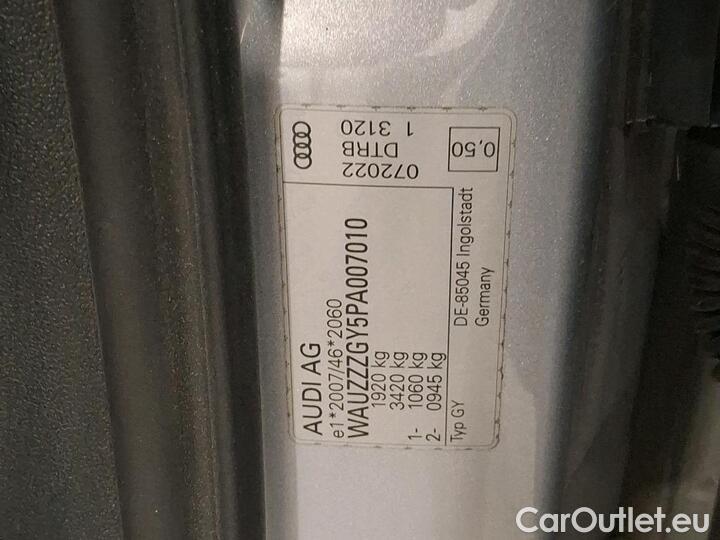 AUDI AG
e1*2007/46*2060
WAUZZZGY5PA007010
1920 kg
3420 kg
1- 1060 kg
2- 0945 kg
Typ GY
072022
DTRB
1 3120
0,50
DE-85045 Ingolstadt
Germany
CarOutlet.eu